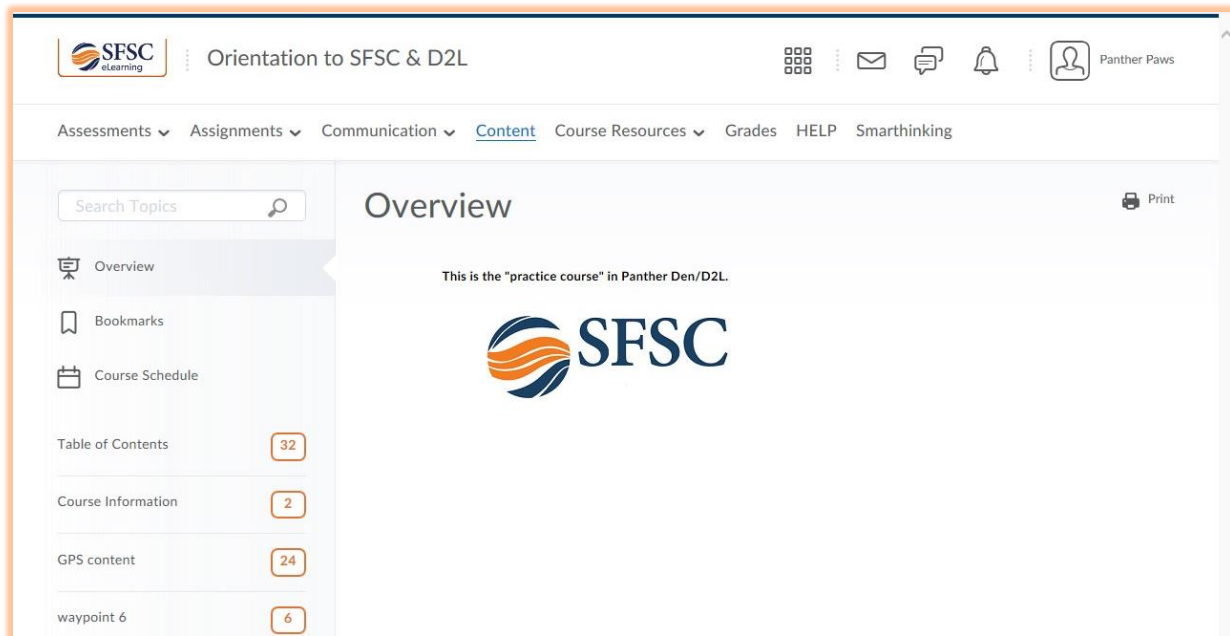 SFSC
eLearning
Orientation to SFSC & D2L
Panther Paws
Assessments Assignments Communication Content Course Resources Grades HELP Smarthinking
Search Topics
Overview
Print
Overview
This is the "practice course" in Panther Den/D2L.
Bookmarks
SFSC
Course Schedule
Table of Contents 32
Course Information 2
GPS content 24
waypoint 6 6